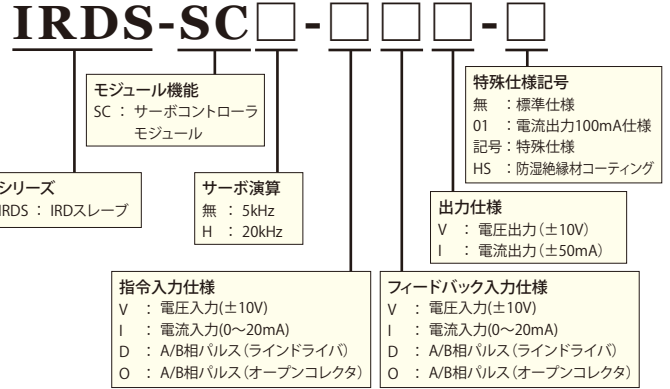 IRDS-SC□-□□□-□
モジュール機能
SC : サーボコントローラ
モジュール
特殊仕様記号
無 : 標準仕様
01 : 電流出力100mA仕様
記号 : 特殊仕様
HS : 防湿絶縁材コーティング
シリーズ
IRDS : IRDスレーブ
サーボ演算
無 : 5kHz
H : 20kHz
出力仕様
V : 電圧出力(±10V)
I : 電流出力(±50mA)
指令入力仕様
V : 電圧入力(±10V)
I : 電流入力(0〜20mA)
D : A/B相パルス(ラインドライバ)
O : A/B相パルス(オープンコレクタ)
フィードバック入力仕様
V : 電圧入力(±10V)
I : 電流入力(0〜20mA)
D : A/B相パルス(ラインドライバ)
O : A/B相パルス(オープンコレクタ)